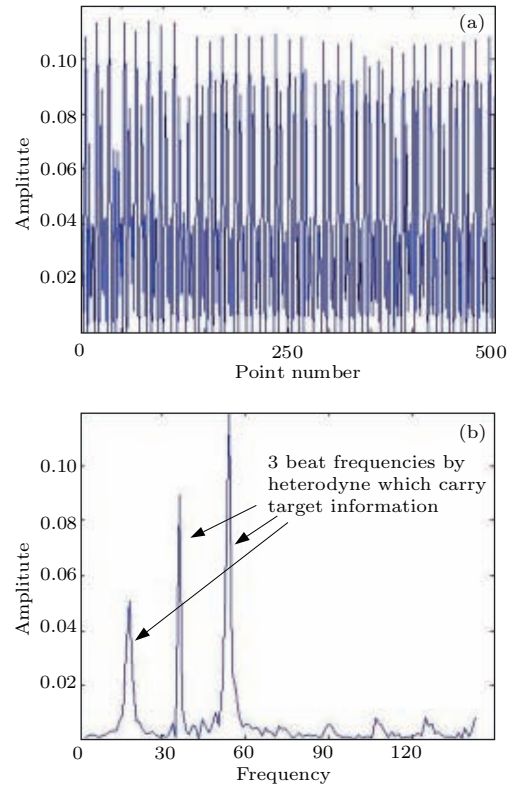 (a)
0.10
0.08
0.06
0.04
0.02
Amplitude
0 250 500
Point number
(b)
3 beat frequencies by
heterodyne which carry
target information
0.10
0.08
0.06
0.04
0.02
Amplitude
0 30 60 90 120
Frequency